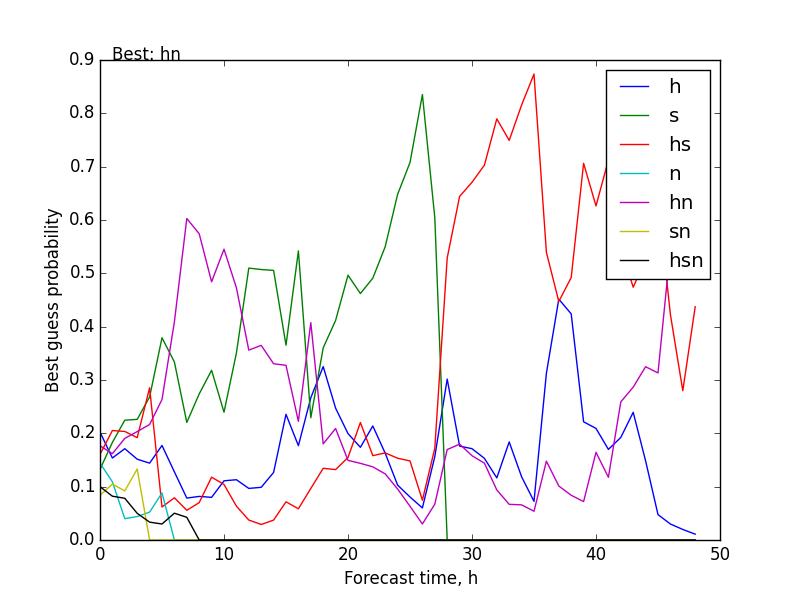 Best: hn
0.9
0.8
0.7
0.6
0.5
0.4
0.3
0.2
0.1
0.0
Best guess probability
h
s
hs
n
hn
sn
hsn
0 10 20 30 40 50
Forecast time, h